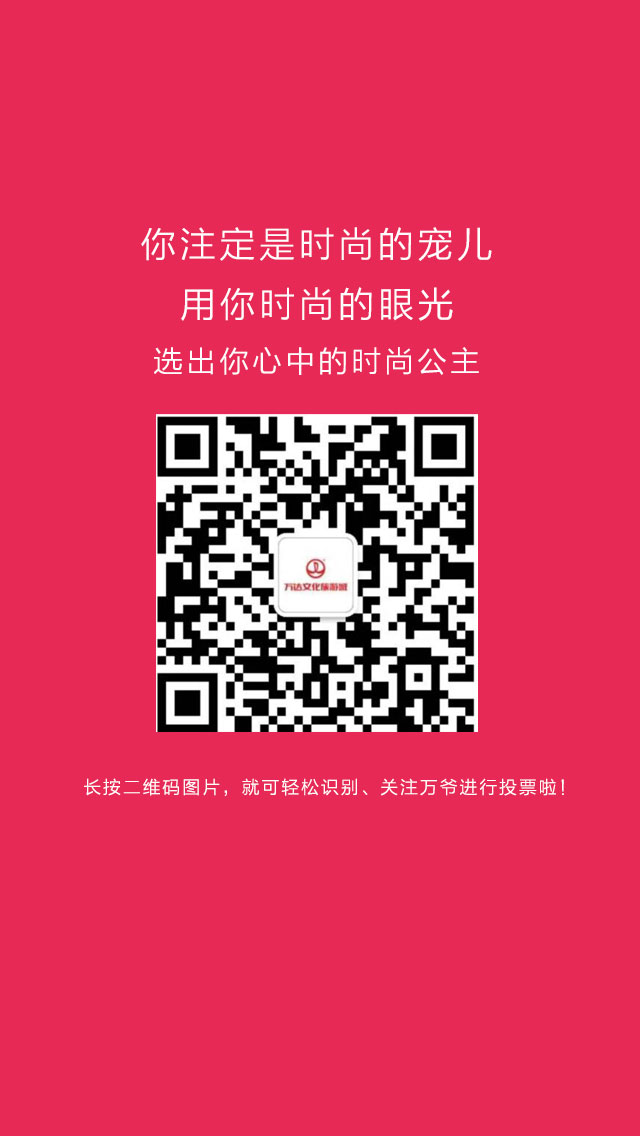 你注定是时尚的宠儿
用你时尚的眼光
选出你心中的时尚公主
万达文化旅游城
长按二维码图片，就可轻松识别、关注万爷进行投票啦！